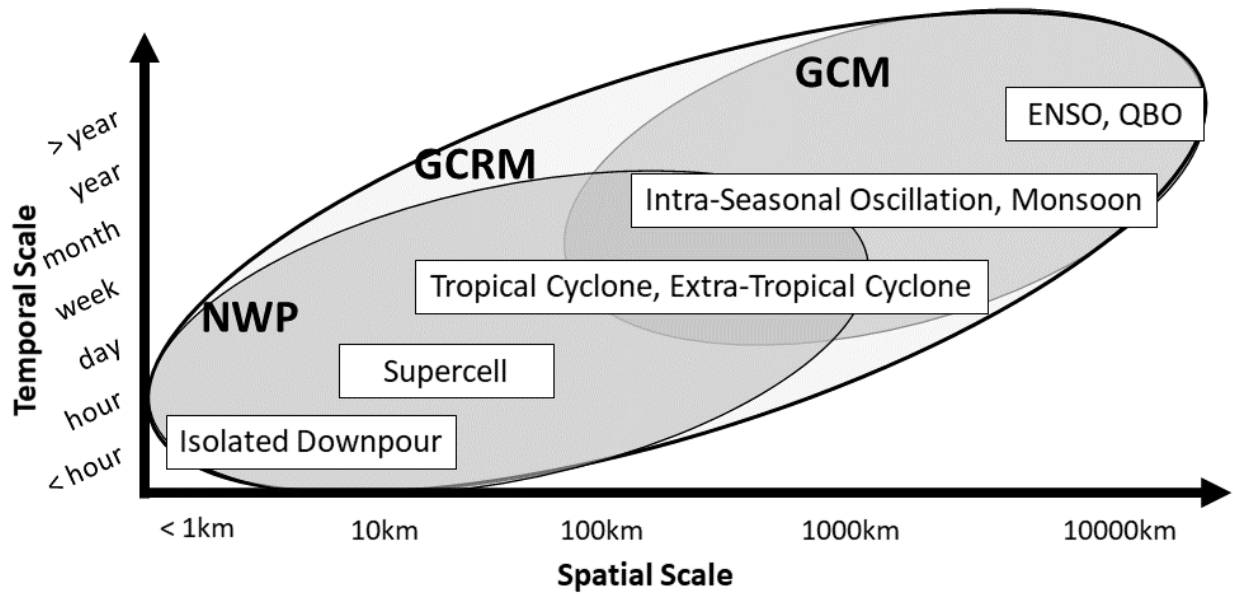 GCM
ENSO, QBO
GCRM
Intra-Seasonal Oscillation, Monsoon
Tropical Cyclone, Extra-Tropical Cyclone
NWP
Supercell
Isolated Downpour
Temporal Scale
> year
year
month
week
day
hour
< hour
< 1km
10km
100km
1000km
10000km
Spatial Scale